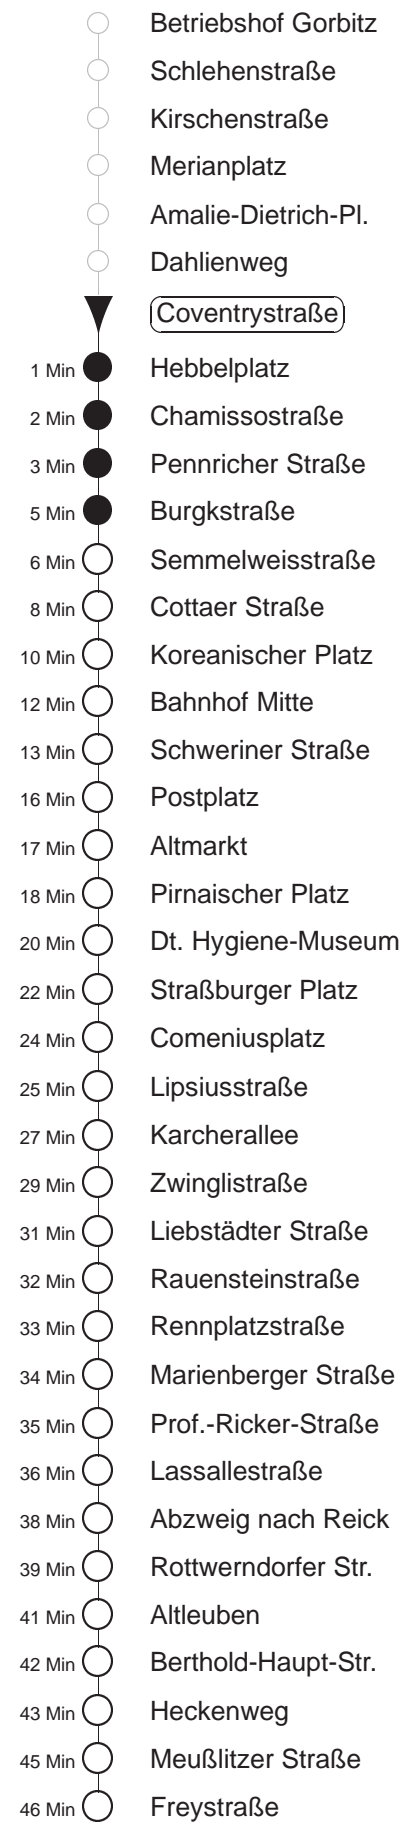 Betriebshof Gorbitz
Schlehenstraße
Kirschenstraße
Merianplatz
Amalie-Dietrich-Pl.
Dahlienweg
Coventrystraße
1 Min Hebbelplatz
2 Min Chamissostraße
3 Min Pennricher Straße
5 Min Burgkstraße
6 Min Semmelweisstraße
8 Min Cottaer Straße
10 Min Koreanischer Platz
12 Min Bahnhof Mitte
13 Min Schweriner Straße
16 Min Postplatz
17 Min Altmarkt
18 Min Pirnaischer Platz
20 Min Dt. Hygiene-Museum
22 Min Straßburger Platz
24 Min Comeniusplatz
25 Min Lipsiusstraße
27 Min Karcherallee
29 Min Zwinglistraße
31 Min Liebstädter Straße
32 Min Rauensteinstraße
33 Min Rennplatzstraße
34 Min Marienberger Straße
35 Min Prof.-Ricker-Straße
36 Min Lassallestraße
38 Min Abzweig nach Reick
39 Min Rottwerndorfer Str.
41 Min Altleuben
42 Min Berthold-Haupt-Str.
43 Min Heckenweg
45 Min Meußlitzer Straße
46 Min Freystraße